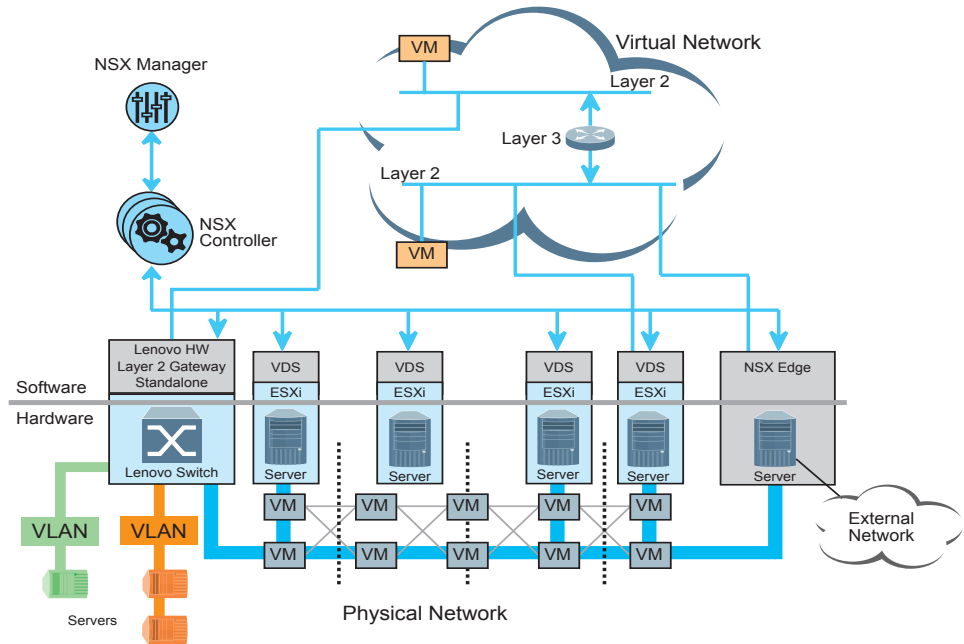 VM
Virtual Network
NSX Manager
Layer 2
Layer 3
Layer 2
NSX
Controller
VM
Lenovo HW
Layer 2 Gateway
Standalone
VDS
VDS
VDS
VDS
NSX Edge
Software
ESXi
ESXi
ESXi
ESXi
Hardware
Lenovo Switch
Server
Server
Server
Server
Server
VM
VM
VM
VM
VM
VLAN
VLAN
External
Network
VM
VM
VM
VM
VM
Servers
Physical Network